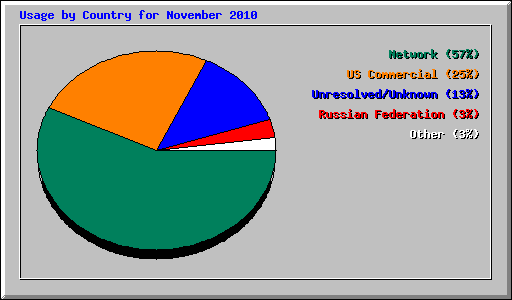 Usage by Country for November 2010
Network (57%)
US Commercial (25%)
Unresolved/Unknown (13%)
Russian Federation (3%)
Other (3%)